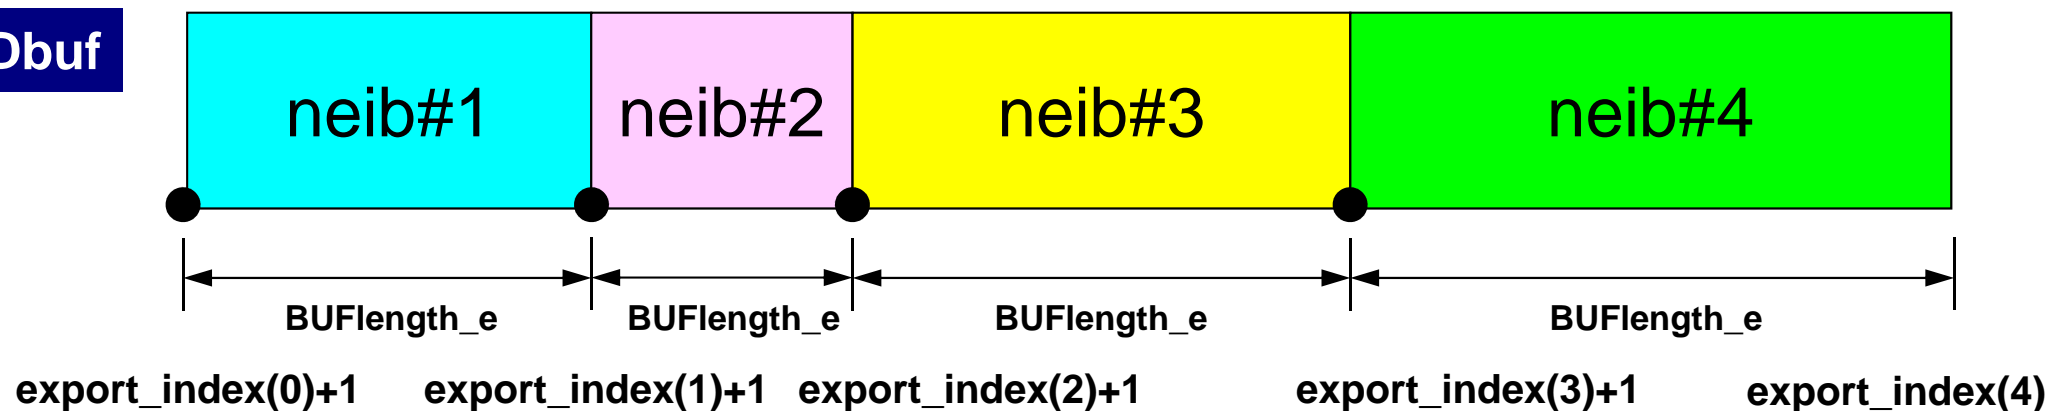 Dbuf
neib#1 neib#2 neib#3 neib#4
BUFlength_e BUFlength_e BUFlength_e BUFlength_e
export_index(0)+1 export_index(1)+1 export_index(2)+1 export_index(3)+1 export_index(4)